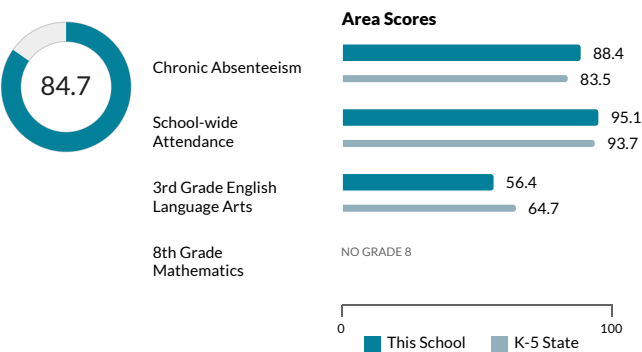 Area Scores
84.7
Chronic Absenteeism
88.4
83.5
School-wide
Attendance
95.1
93.7
3rd Grade English
Language Arts
56.4
64.7
8th Grade
Mathematics
NO GRADE 8
0
100
This School
K-5 State